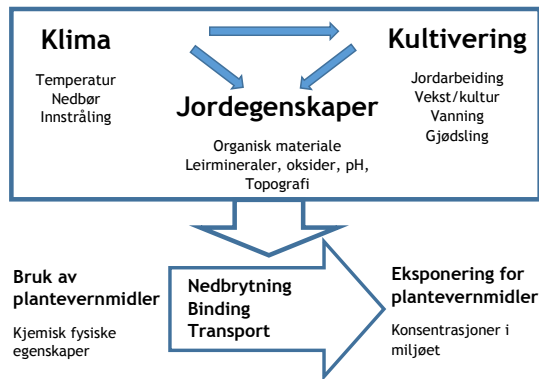 Klima
Temperatur
Nedbør
Innstråling
Kultivering
Jordarbeiding
Vekst/kultur
Vanning
Gjødsling
Jordegenskaper
Organisk materiale
Leirmineraler, oksider, pH,
Topografi
Bruk av
plantevernmidler
Kjemisk fysiske
egenskaper
Nedbrytning
Binding
Transport
Eksponering for
plantevernmidler
Konsentrasjoner i
miljøet